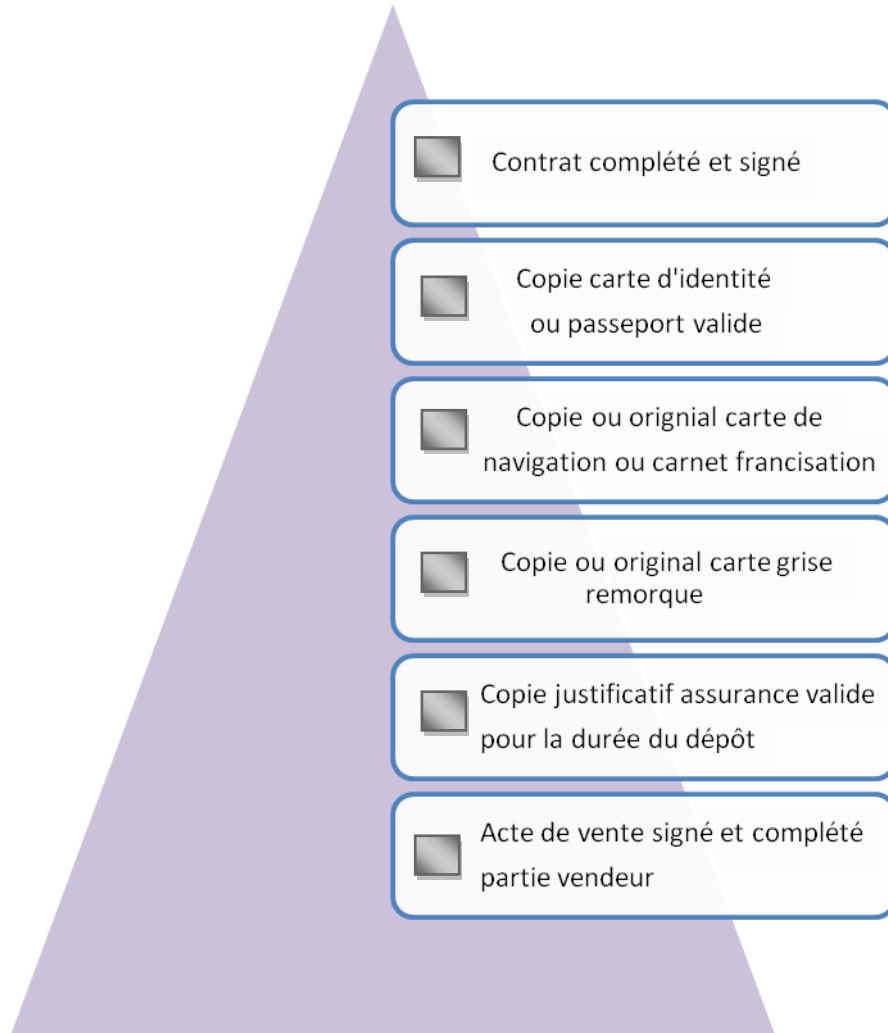 Contrat complété et signé
Copie carte d'identité
ou passeport valide
Copie ou orignial carte de
navigation ou carnet francisation
Copie ou original carte grise
remorque
Copie justificatif assurance valide
pour la durée du dépôt
Acte de vente signé et complété
partie vendeur